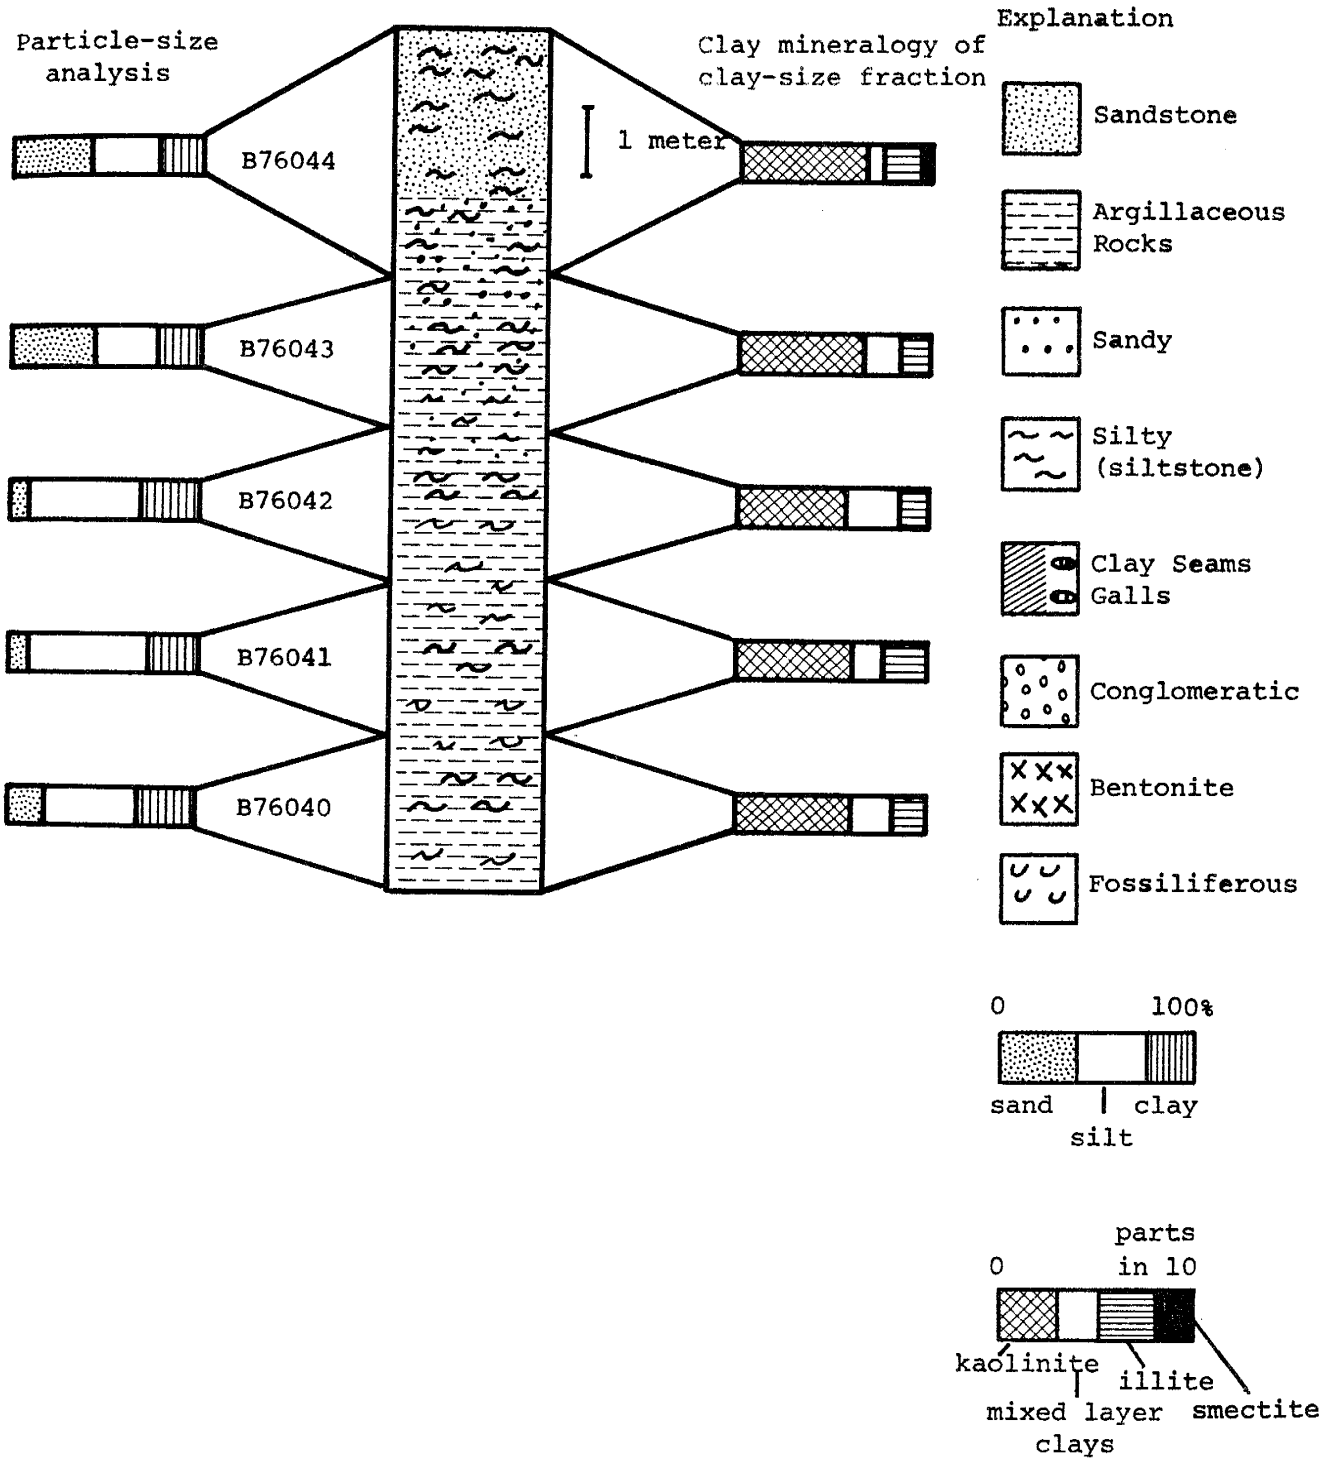 Particle-size
analysis
Clay mineralogy of
clay-size fraction
1 meter
B76044
B76043
B76042
B76041
B76040
Explanation
Sandstone
Argillaceous
Rocks
Sandy
Silty
(siltstone)
Clay Seams
Galls
Conglomeratic
Bentonite
Fossiliferous
0 100%
sand clay
silt
parts
0 in 10
kaolinite
illite
mixed layer smectite
clays